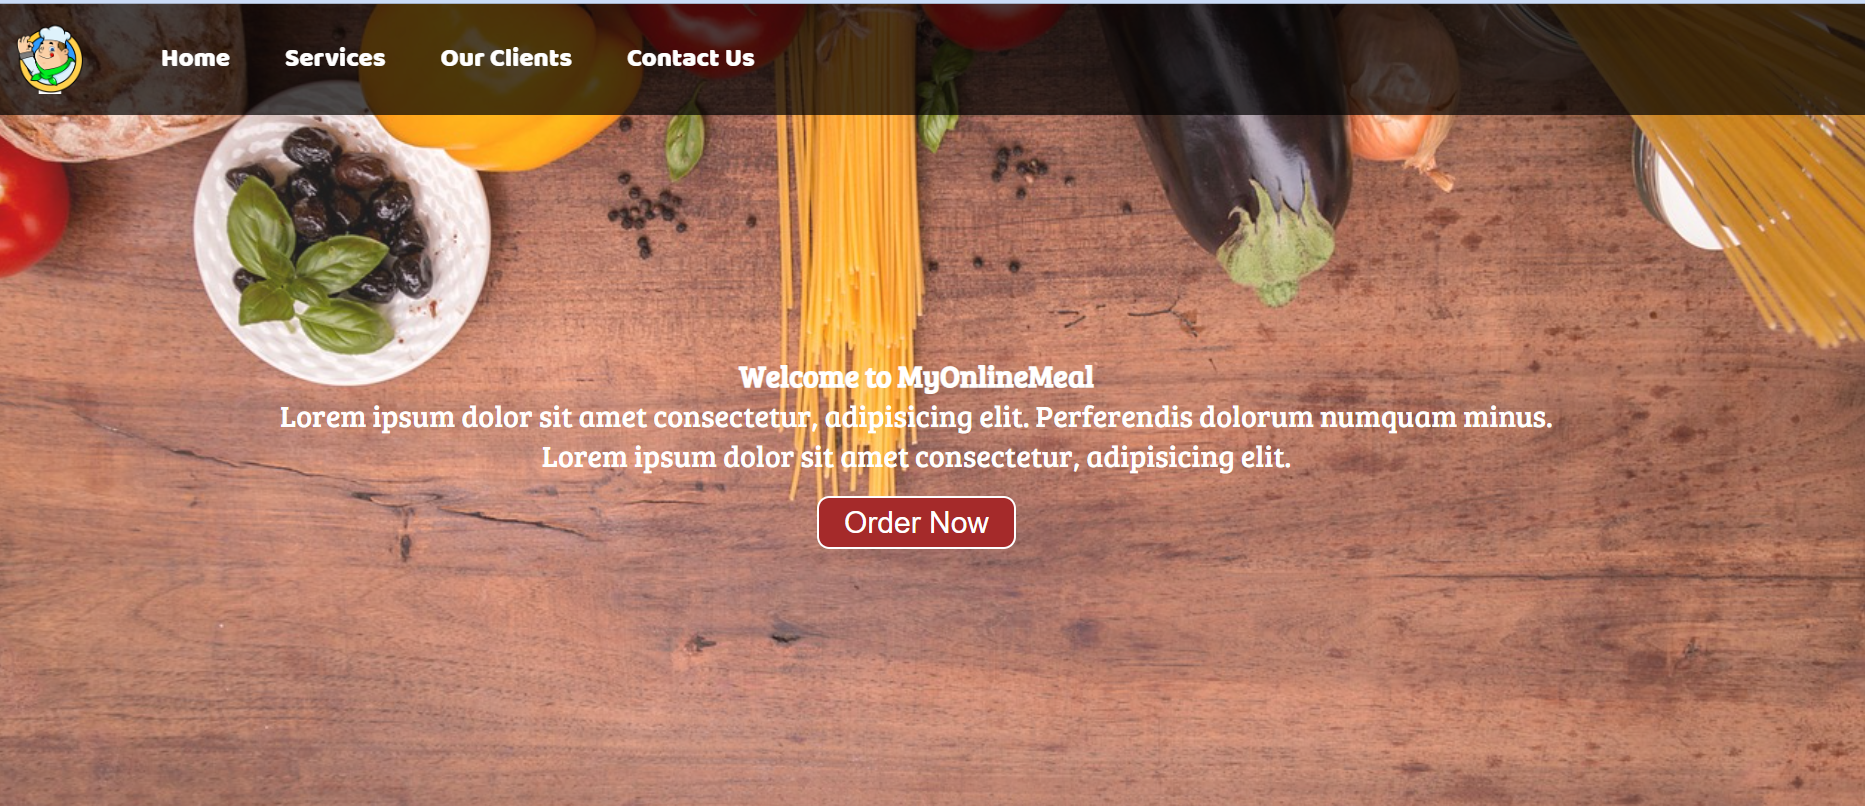 Home Services Our Clients Contact Us
Welcome to MyOnlineMeal
Lorem ipsum dolor sit amet consectetur, adipisicing elit. Perferendis dolorum numquam minus.
Lorem ipsum dolor sit amet consectetur, adipisicing elit.
Order Now